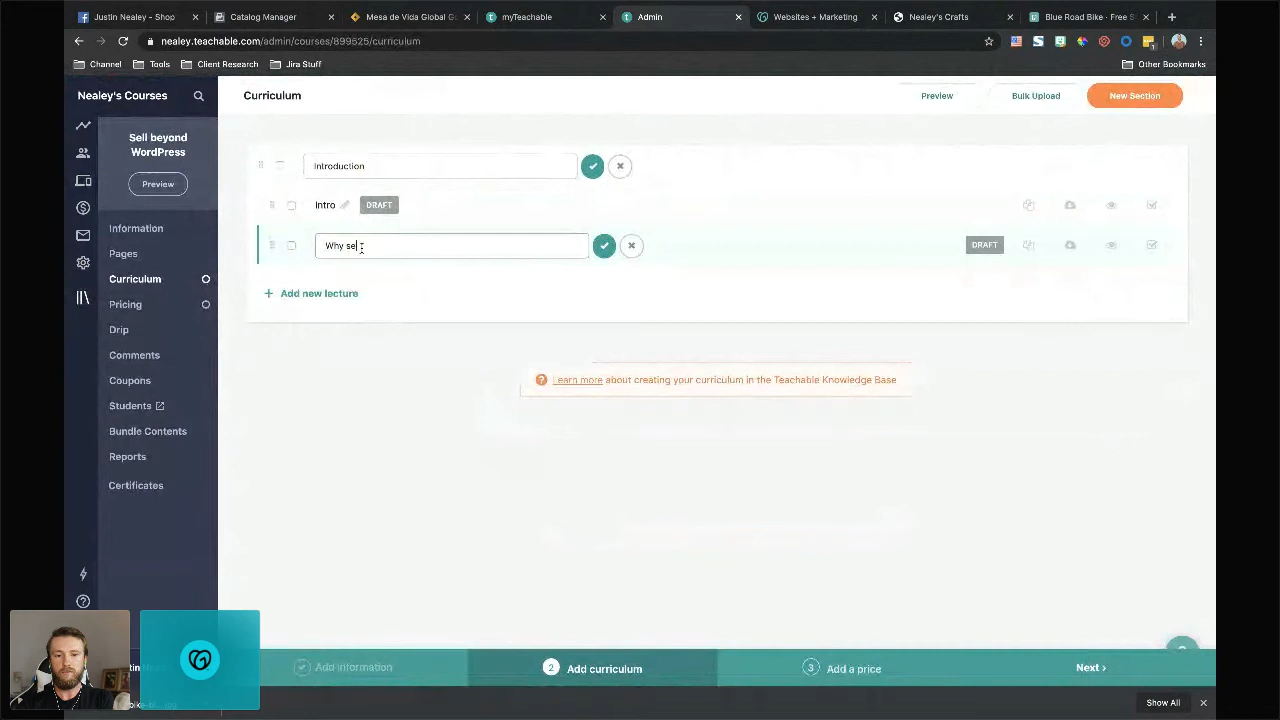 Justin Nealey - Shop
Catalog Manager
Mesa de Vida Global G
myTeachable
Admin
Websites + Marketing
Nealey's Crafts
Blue Road Bike - Free S
nealey.teachable.com/admin/courses/899525/curriculum
Channel
Tools
Client Research
Jira Stuff
Other Bookmarks
Nealey's Courses
Curriculum
Preview
Bulk Upload
New Section
Sell beyond
WordPress
Preview
Introduction
Intro
DRAFT
Why se
DRAFT
Add new lecture
Learn more about creating your curriculum in the Teachable Knowledge Base
Information
Pages
Curriculum
Pricing
Drip
Comments
Coupons
Students
Bundle Contents
Reports
Certificates
Add information
2 Add curriculum
3 Add a price
Next ›
Show All